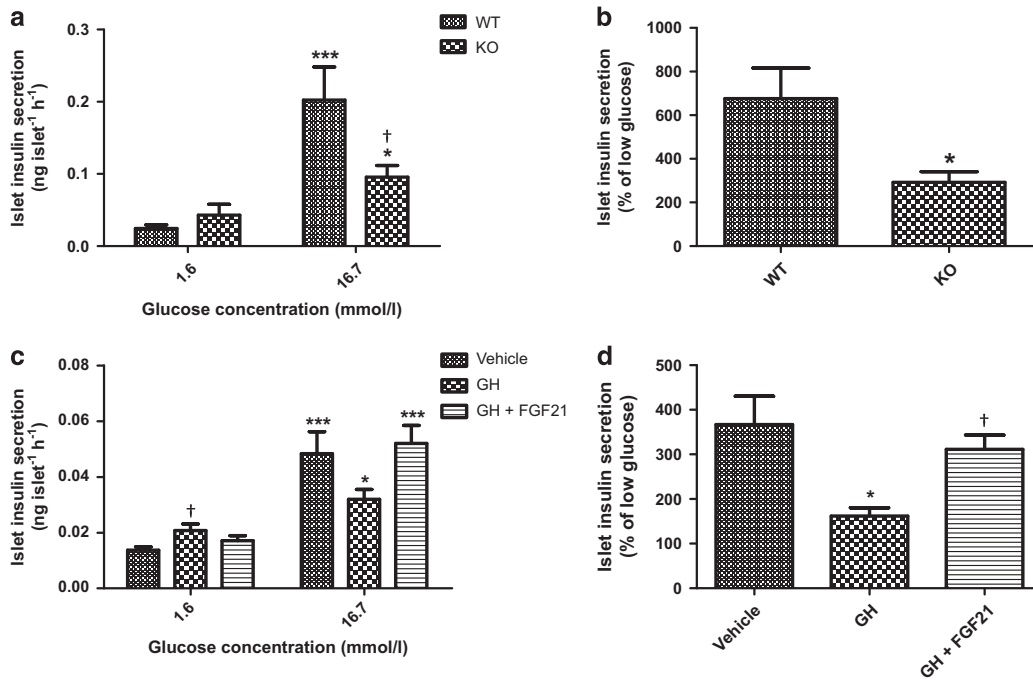 a
Islet insulin secretion
(ng islet⁻¹ h⁻¹)
0.3
0.2
0.1
0.0
***
†
*
1.6
16.7
Glucose concentration (mmol/l)
WT
KO
b
Islet insulin secretion
(% of low glucose)
1000
800
600
400
200
0
*
WT
KO
c
Islet insulin secretion
(ng islet⁻¹ h⁻¹)
0.08
0.06
0.04
0.02
0.00
†
***
*
***
1.6
16.7
Glucose concentration (mmol/l)
Vehicle
GH
GH + FGF21
d
Islet insulin secretion
(% of low glucose)
500
400
300
200
100
0
*
†
Vehicle
GH
GH + FGF21